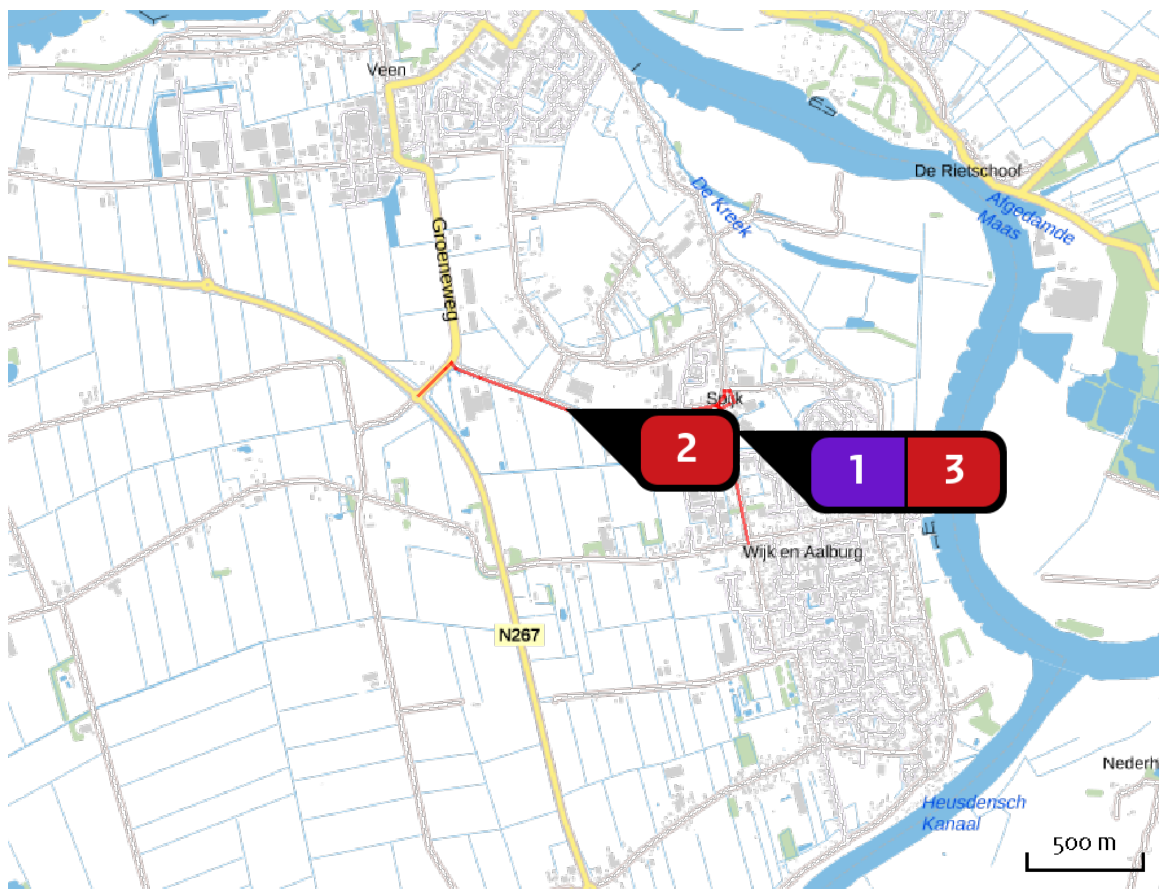 Veen
De Rietschoof
De Kreek
Afgedamde
Maas
Groeneweg
Spijk
2
1
3
Wijk en Aalburg
N267
Nederh
Heusdensch
Kanaal
500 m